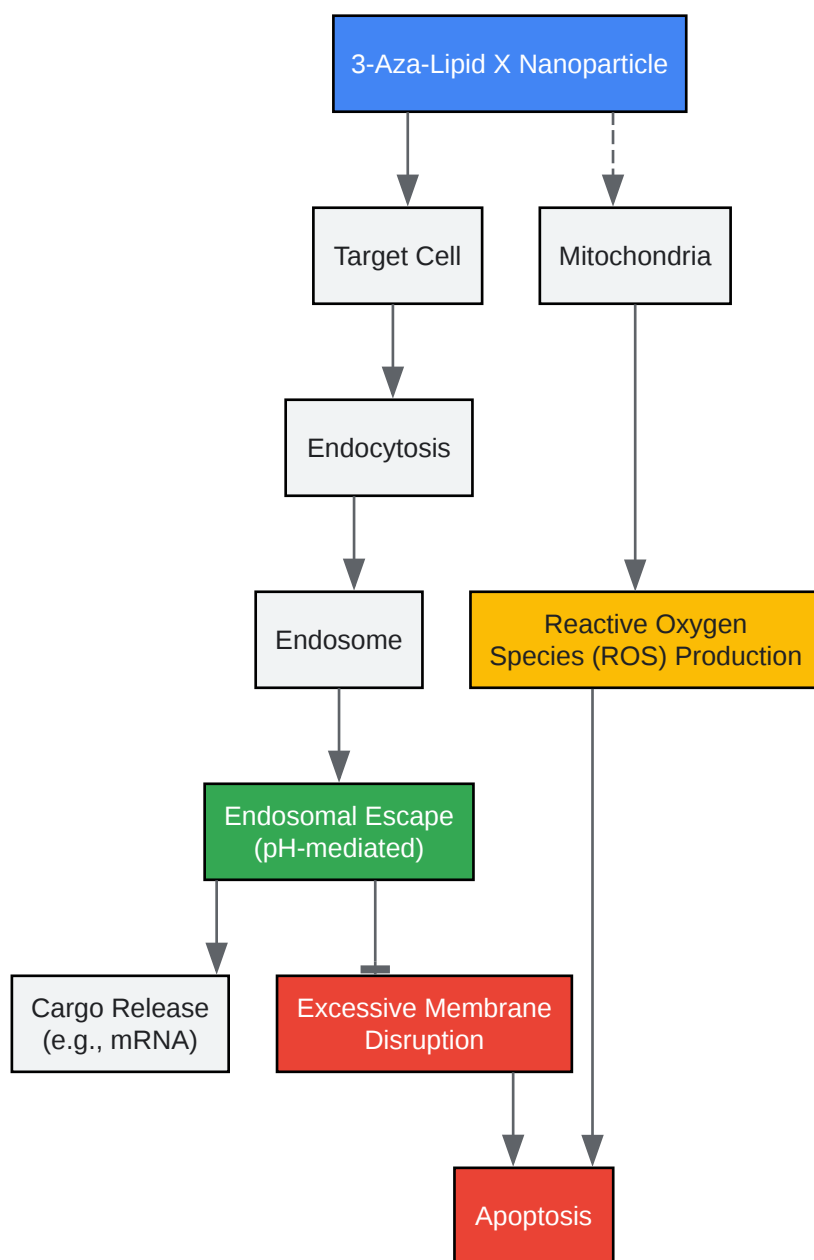 3-Aza-Lipid X Nanoparticle
Target Cell
Mitochondria
Endocytosis
Endosome
Reactive Oxygen
Species (ROS) Production
Endosomal Escape
(pH-mediated)
Cargo Release
(e.g., mRNA)
Excessive Membrane
Disruption
Apoptosis